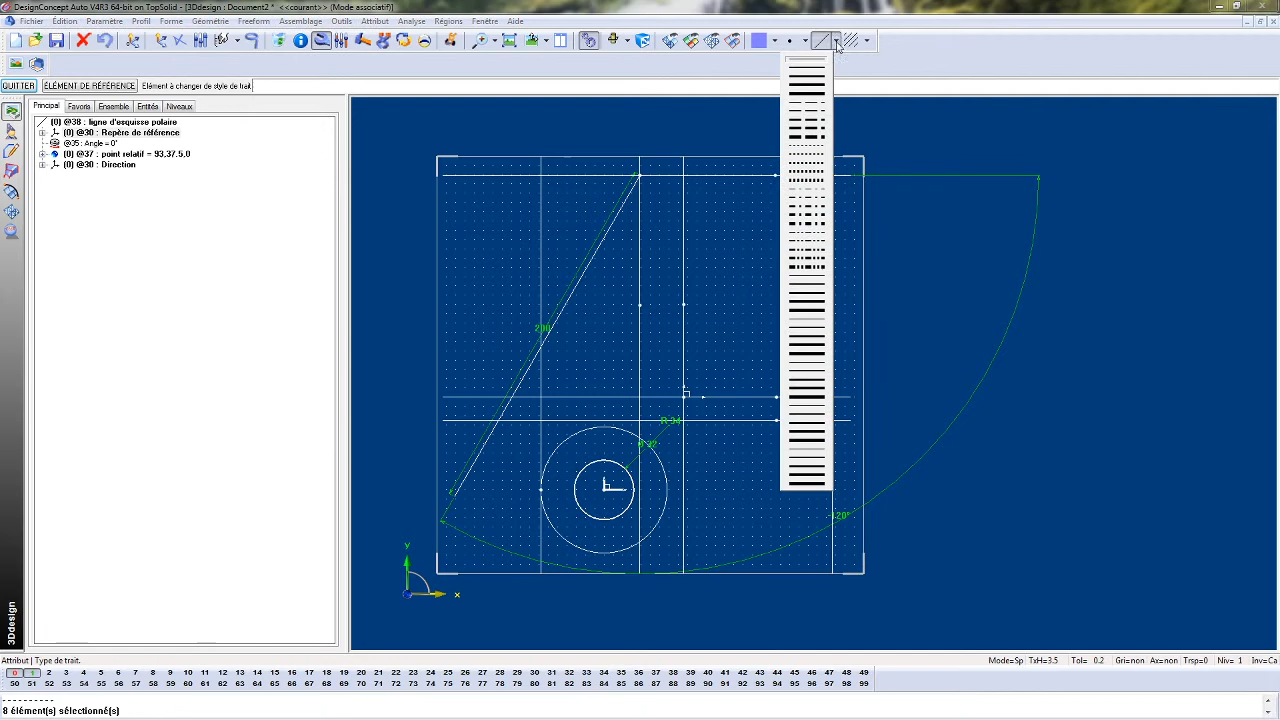 DesignConcept Auto V4R3 64-bit on TopSolid - [3Ddesign : Document2 * <<courant>> (Mode associatif)]
Fichier Édition Paramètre Profil Forme Géométrie Freeform Assemblage Outils Attribut Analyse Régions Fenêtre Aide
QUITTER ÉLÉMENT DE REFERENCE Elément à changer de style de trait
Principal Favoris Ensemble Entités Niveaux
(0) @38 : ligne d'esquisse polaire
(0) @30 : Repère de référence
@35 : Angle = 0°
(0) @37 : point relatif = 93,37.5,0
(0) @30 : Direction
200
R 34
-120°
Y
x
3Ddesign
Attribut | Type de trait.
Mode=Sp TxH=3.5 Tol= 0.2 Gri=non Ax=non Trsp=0 Niv= 1 Inv=Ca
0 1 2 3 4 5 6 7 8 9 10 11 12 13 14 15 16 17 18 19 20 21 22 23 24 25 26 27 28 29 30 31 32 33 34 35 36 37 38 39 40 41 42 43 44 45 46 47 48 49
50 51 52 53 54 55 56 57 58 59 60 61 62 63 64 65 66 67 68 69 70 71 72 73 74 75 76 77 78 79 80 81 82 83 84 85 86 87 88 89 90 91 92 93 94 95 96 97 98 99
----------
8 élément(s) sélectionné(s)